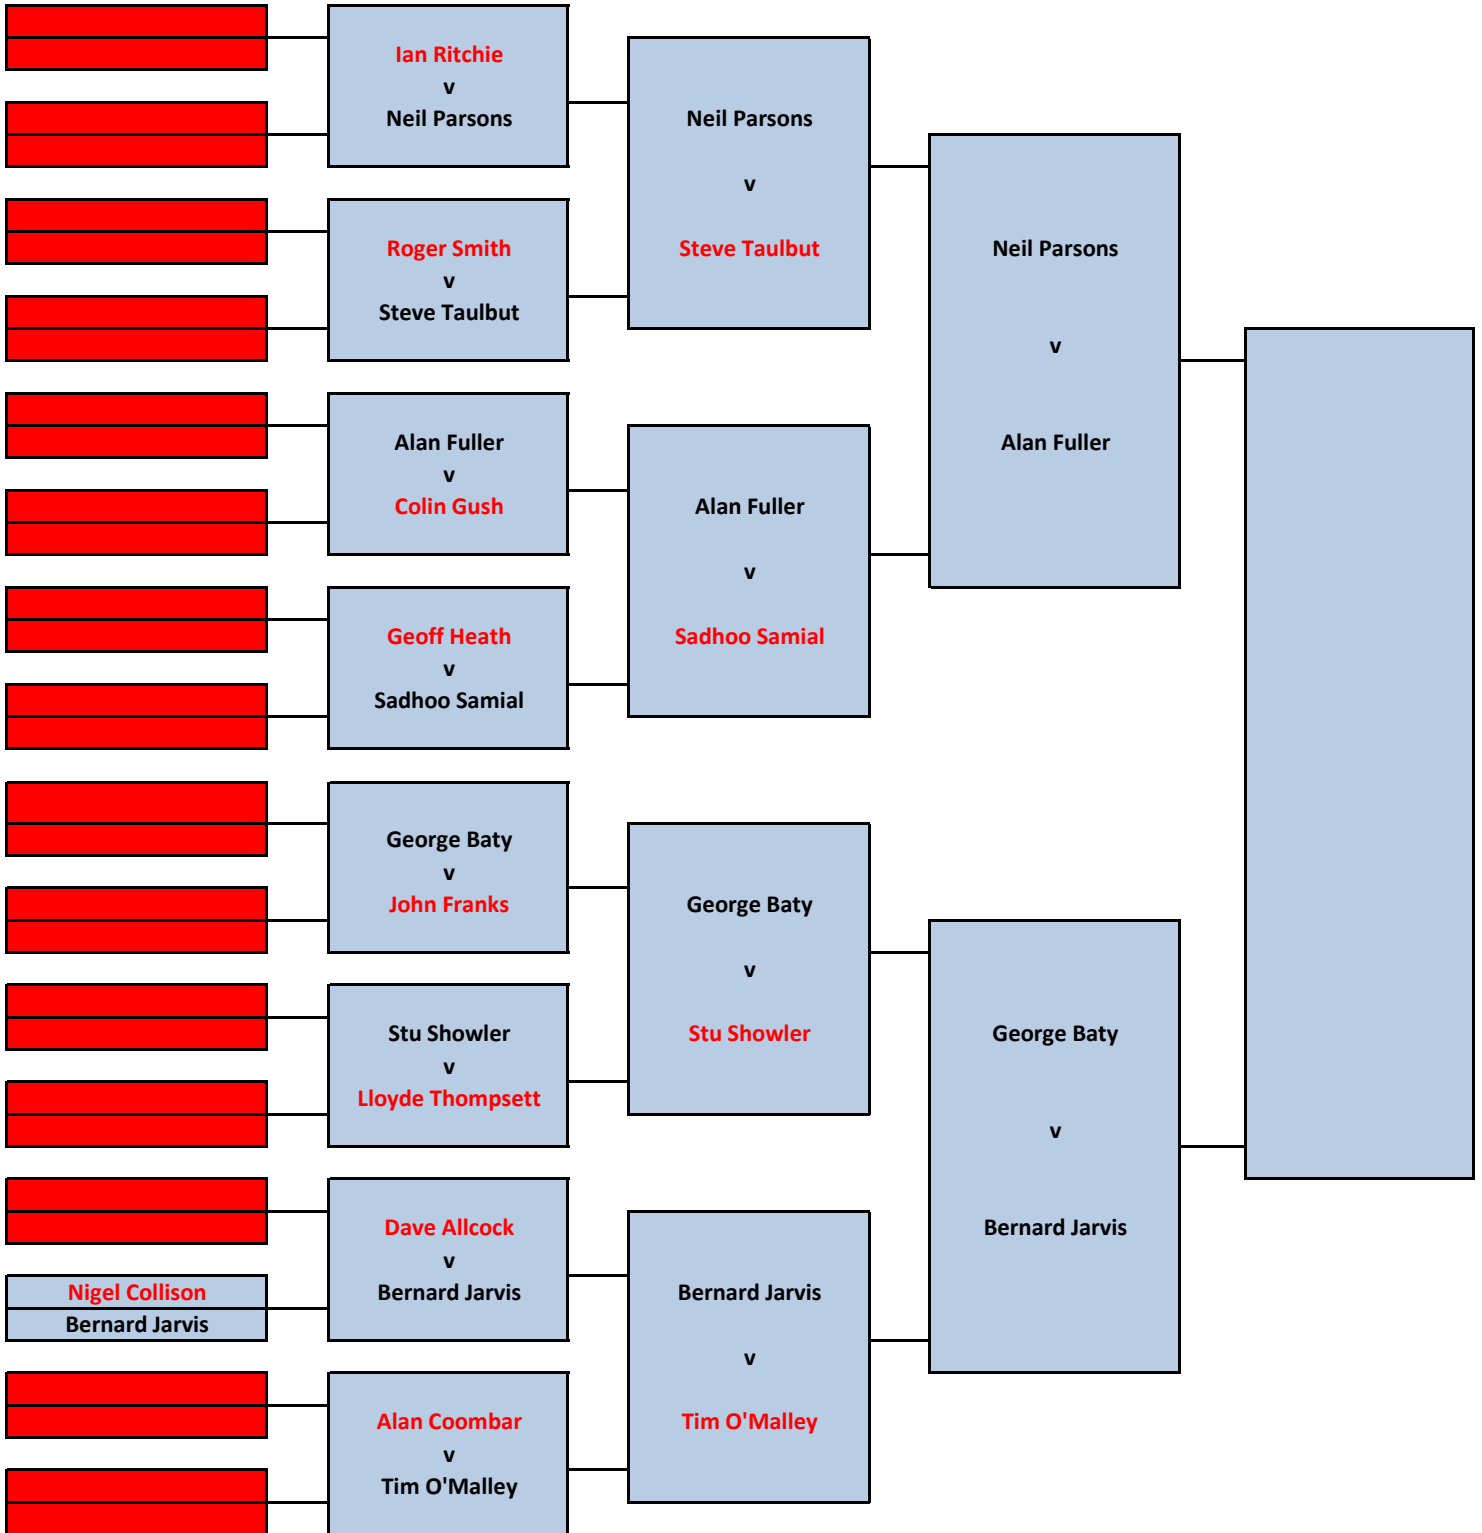 Ian Ritchie
v
Neil Parsons
Roger Smith
v
Steve Taulbut
Alan Fuller
v
Colin Gush
Geoff Heath
v
Sadhoo Samial
George Baty
v
John Franks
Stu Showler
v
Lloyde Thompsett
Nigel Collison
Bernard Jarvis
Dave Allcock
v
Bernard Jarvis
Alan Coombar
v
Tim O'Malley
Neil Parsons
v
Steve Taulbut
Alan Fuller
v
Sadhoo Samial
George Baty
v
Stu Showler
Bernard Jarvis
v
Tim O'Malley
Neil Parsons
v
Alan Fuller
George Baty
v
Bernard Jarvis